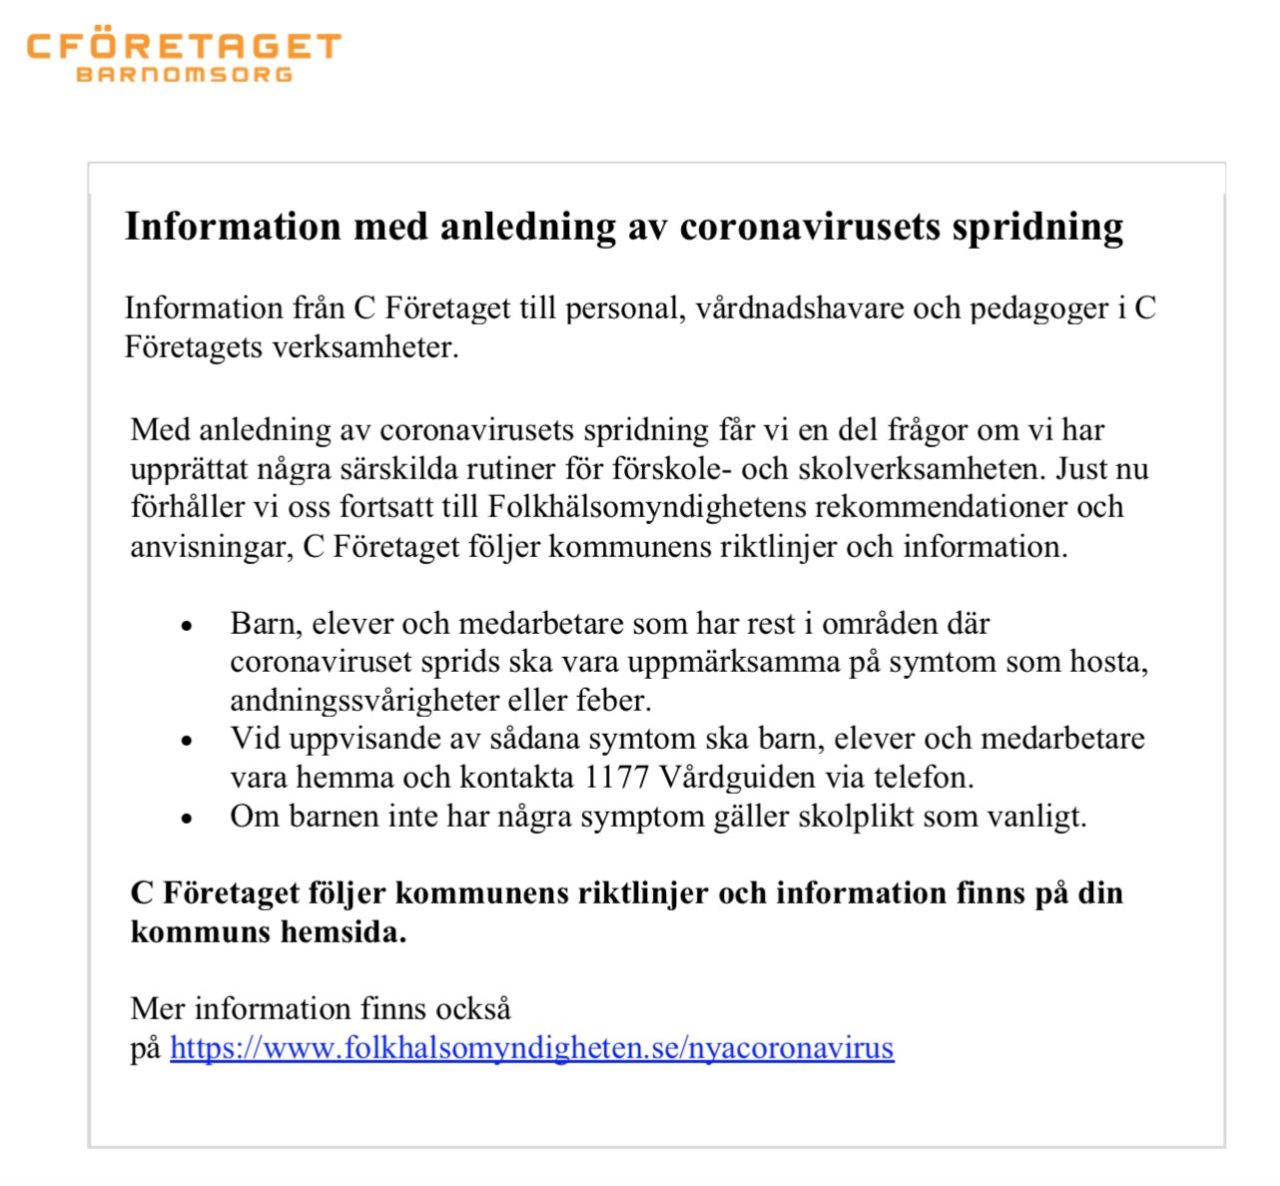 CFÖRETAGET
BARNOMSORG
Information med anledning av coronavirusets spridning
Information från C Företaget till personal, vårdnadshavare och pedagoger i C
Företagets verksamheter.
Med anledning av coronavirusets spridning får vi en del frågor om vi har
upprättat några särskilda rutiner för förskole- och skolverksamheten. Just nu
förhåller vi oss fortsatt till Folkhälsomyndighetens rekommendationer och
anvisningar, C Företaget följer kommunens riktlinjer och information.
• Barn, elever och medarbetare som har rest i områden där
coronaviruset sprids ska vara uppmärksamma på symtom som hosta,
andningssvårigheter eller feber.
• Vid uppvisande av sådana symtom ska barn, elever och medarbetare
vara hemma och kontakta 1177 Vårdguiden via telefon.
• Om barnen inte har några symptom gäller skolplikt som vanligt.
C Företaget följer kommunens riktlinjer och information finns på din
kommuns hemsida.
Mer information finns också
på https://www.folkhalsomyndigheten.se/nyacoronavirus